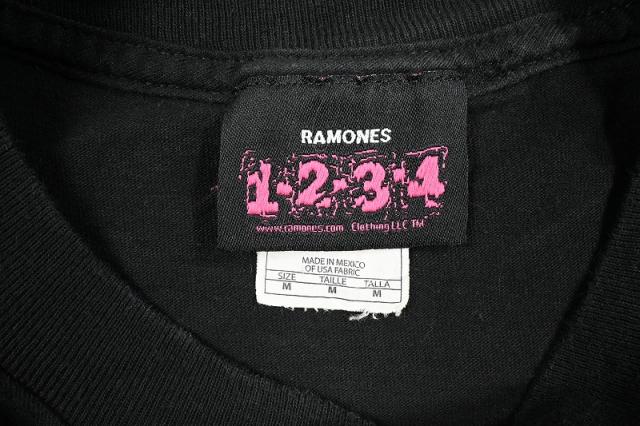 RAMONES
1-2-3-4
www.ramones.com Clothing LLC TM
MADE IN MEXICO
OF USA FABRIC
SIZE TAILLE TALLA
M M M